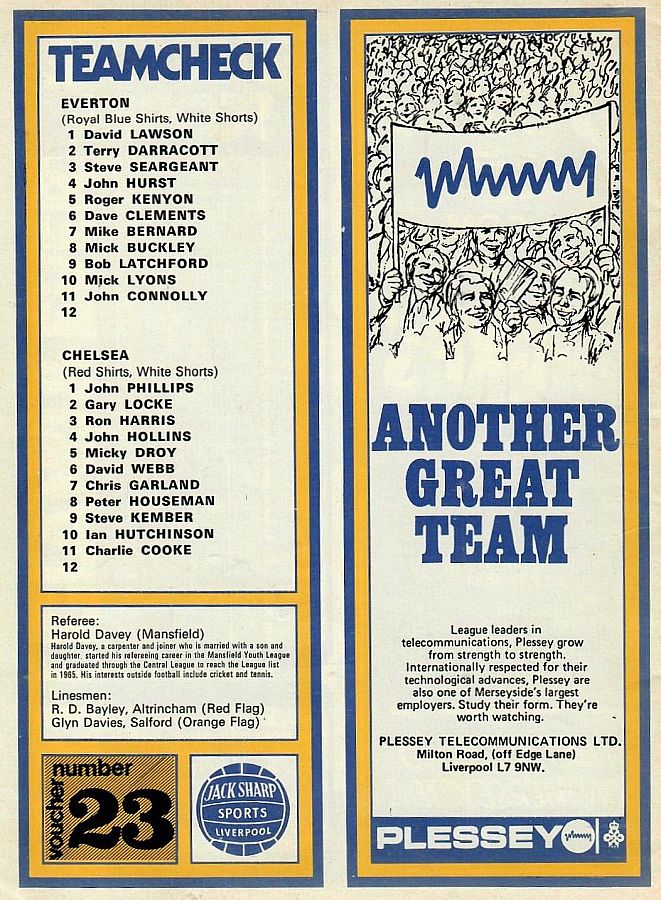 TEAMCHECK
EVERTON
(Royal Blue Shirts, White Shorts)
1 David LAWSON
2 Terry DARRACOTT
3 Steve SEARGEANT
4 John HURST
5 Roger KENYON
6 Dave CLEMENTS
7 Mike BERNARD
8 Mick BUCKLEY
9 Bob LATCHFORD
10 Mick LYONS
11 John CONNOLLY
12
CHELSEA
(Red Shirts, White Shorts)
1 John PHILLIPS
2 Gary LOCKE
3 Ron HARRIS
4 John HOLLINS
5 Micky DROY
6 David WEBB
7 Chris GARLAND
8 Peter HOUSEMAN
9 Steve KEMBER
10 Ian HUTCHINSON
11 Charlie COOKE
12
Referee:
Harold Davey (Mansfield)
Harold Davey, a carpenter and joiner who is married with a son and
daughter, started his refereeing career in the Mansfield Youth League
and graduated through the Central League to reach the League list
in 1965. His interests outside football include cricket and tennis.
Linesmen:
R. D. Bayley, Altrincham (Red Flag)
Glyn Davies, Salford (Orange Flag)
voucher number
23
JACK SHARP
SPORTS
LIVERPOOL
ANOTHER
GREAT
TEAM
League leaders in
telecommunications, Plessey grow
from strength to strength.
Internationally respected for their
technological advances, Plessey are
also one of Merseyside's largest
employers. Study their form. They're
worth watching.
PLESSEY TELECOMMUNICATIONS LTD.
Milton Road, (off Edge Lane)
Liverpool L7 9NW.
PLESSEY